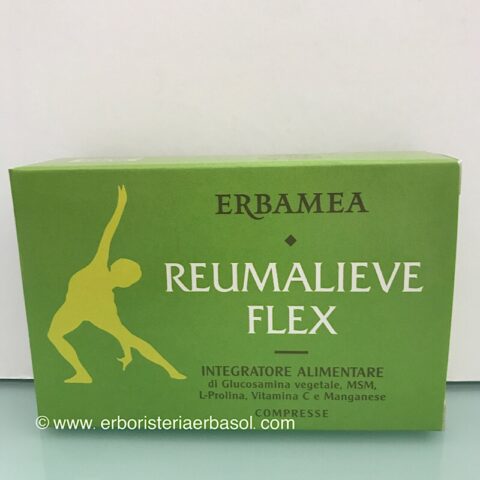 ERBAMEA
REUMALIEVE
FLEX
INTEGRATORE ALIMENTARE
di Glucosamina vegetale, MSM,
L-Prolina, Vitamina C e Manganese
COMPRESSE
© www. erboristeriaerbasol.com